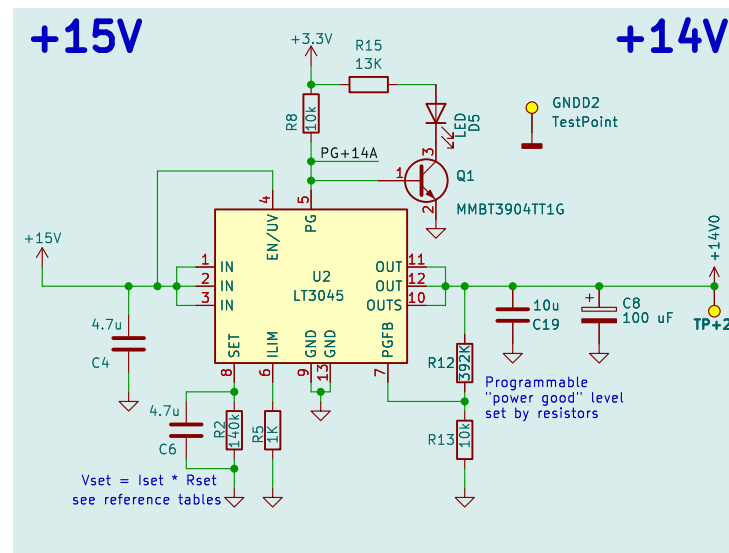 +15V
+14V
+3.3V
R15
13K
R8
10k
LED
D5
GNDD2
TestPoint
PG+14A
1
3
2
Q1
MMBT3904TT1G
4
5
EN/UV
PG
+15V
+14V0
1
2
3
IN
IN
IN
U2
LT3045
OUT
OUT
OUTS
11
12
10
SET
ILIM
GND
GND
PGFB
8
6
9
13
7
4.7u
C4
10u
C19
+
C8
100 uF
TP+2
R12
392K
Programmable
"power good" level
set by resistors
4.7u
C6
R2
140k
R5
1K
R13
10k
Vset = Iset * Rset
see reference tables